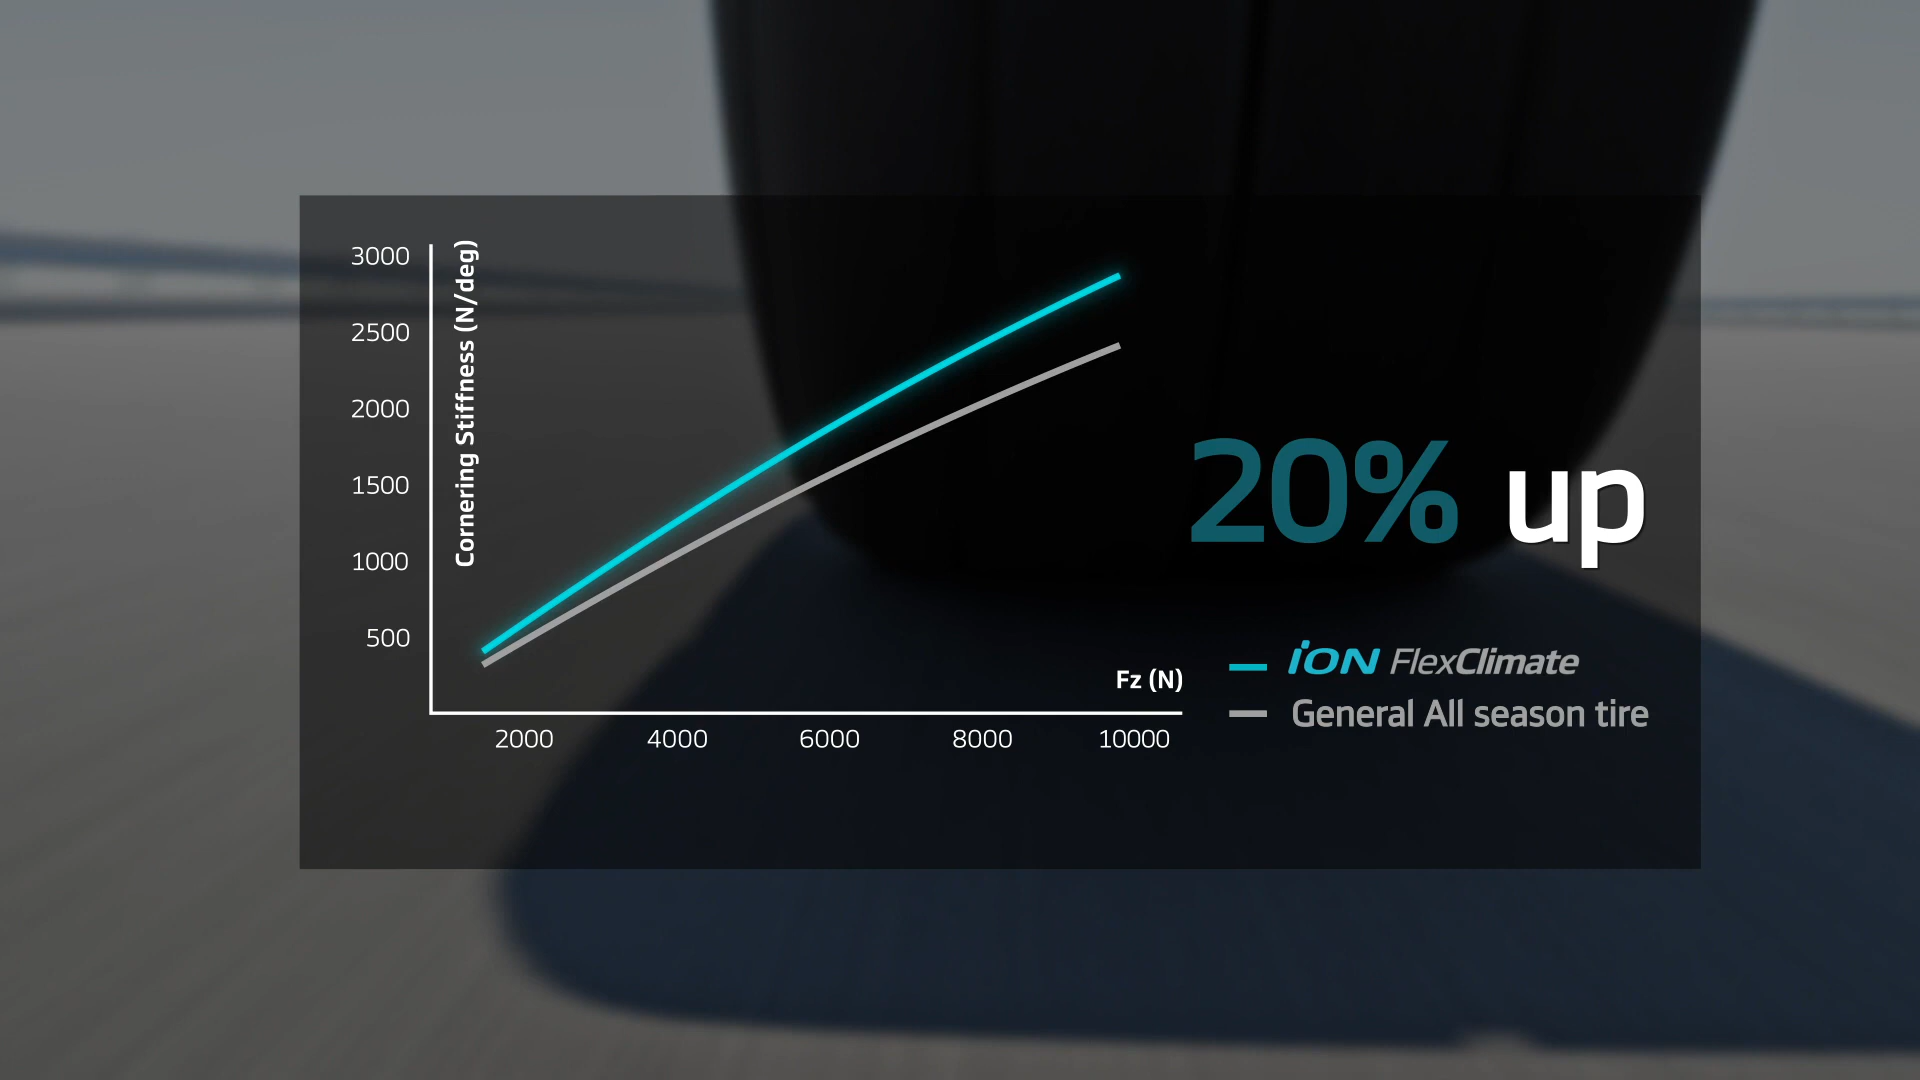 3000
2500
2000
1500
1000
500
Cornering Stiffness (N/deg)
Fz (N)
2000 4000 6000 8000 10000
20% up
iON FlexClimate
General All season tire